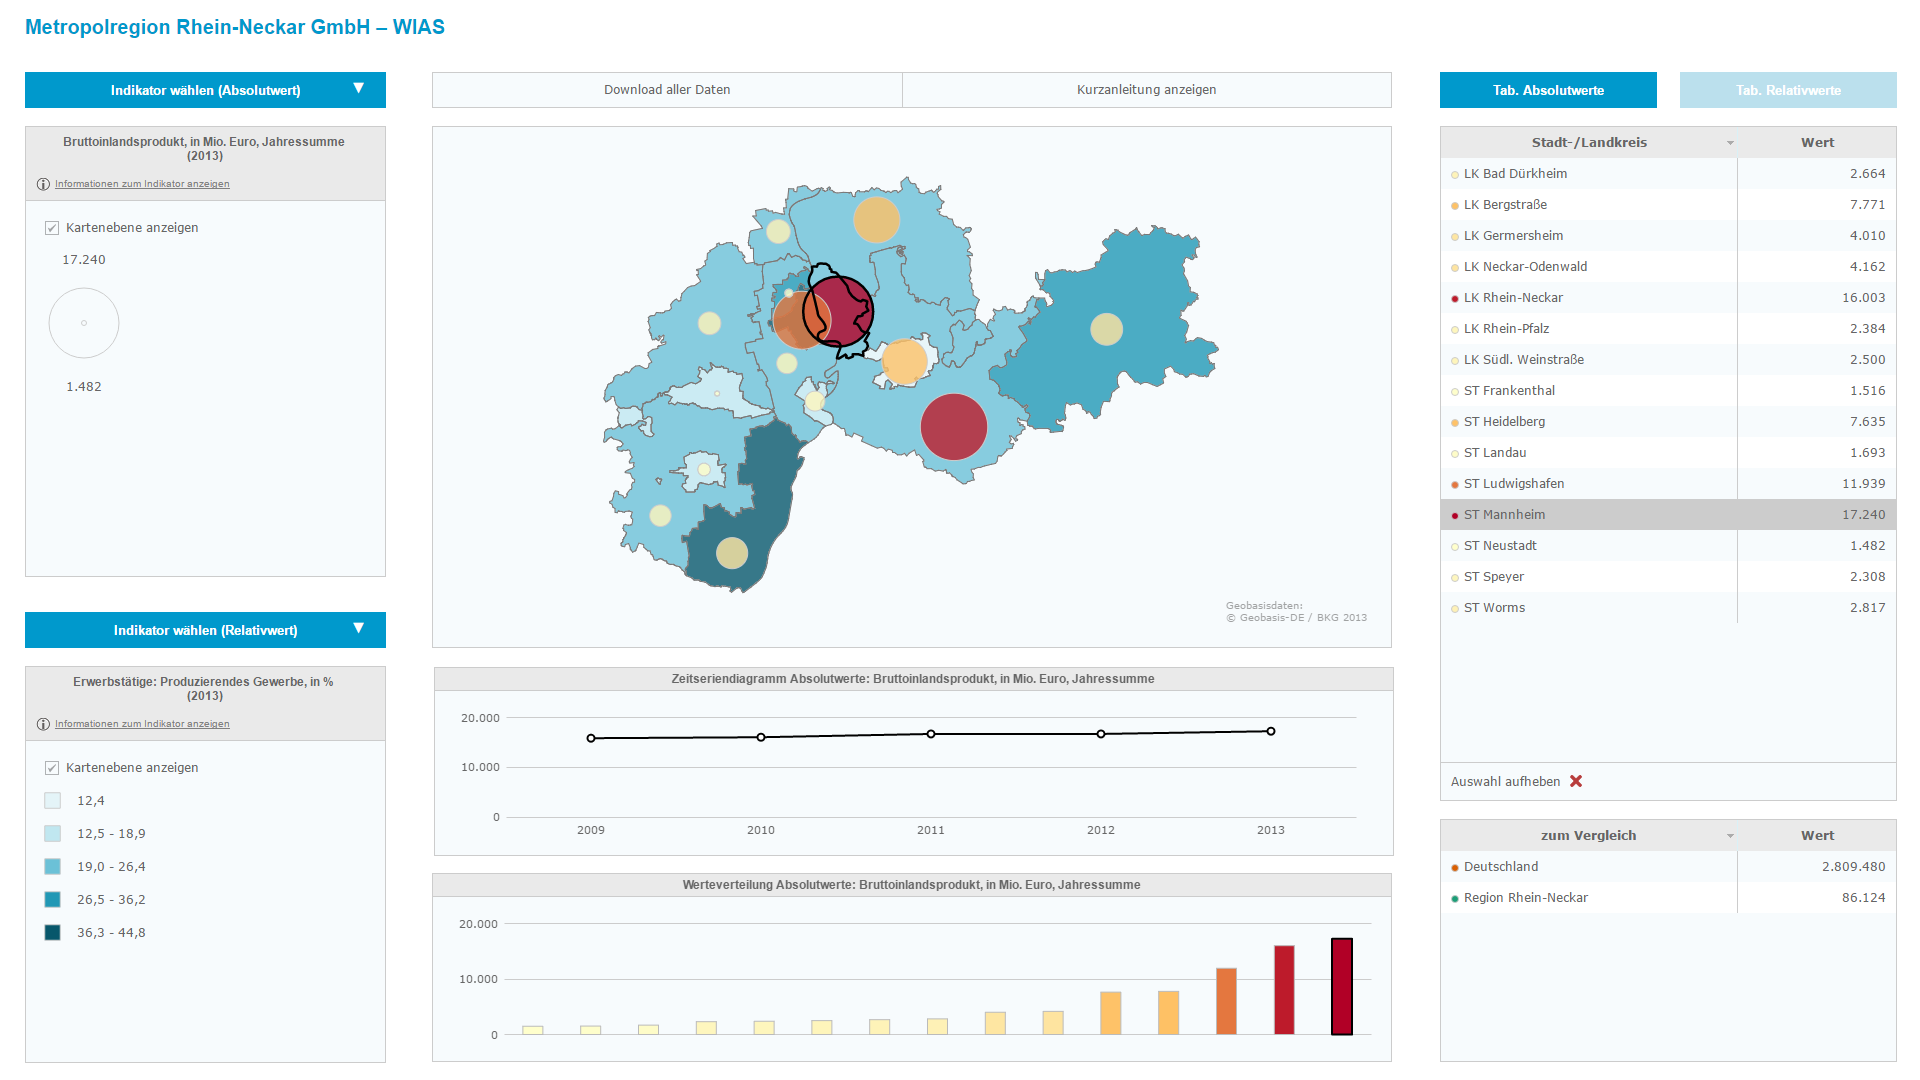 Metropolregion Rhein-Neckar GmbH – WIAS
Indikator wählen (Absolutwert) ▼
Bruttoinlandsprodukt, in Mio. Euro, Jahressumme
(2013)
Informationen zum Indikator anzeigen
Kartenebene anzeigen
17.240
1.482
Indikator wählen (Relativwert) ▼
Erwerbstätige: Produzierendes Gewerbe, in %
(2013)
Informationen zum Indikator anzeigen
Kartenebene anzeigen
12,4
12,5 - 18,9
19,0 - 26,4
26,5 - 36,2
36,3 - 44,8
Download aller Daten
Kurzanleitung anzeigen
Geobasisdaten:
© Geobasis-DE / BKG 2013
Zeitseriendiagramm Absolutwerte: Bruttoinlandsprodukt, in Mio. Euro, Jahressumme
20.000
10.000
0
2009 2010 2011 2012 2013
Werteverteilung Absolutwerte: Bruttoinlandsprodukt, in Mio. Euro, Jahressumme
20.000
10.000
0
Tab. Absolutwerte
Tab. Relativwerte
Stadt-/Landkreis Wert
LK Bad Dürkheim 2.664
LK Bergstraße 7.771
LK Germersheim 4.010
LK Neckar-Odenwald 4.162
LK Rhein-Neckar 16.003
LK Rhein-Pfalz 2.384
LK Südl. Weinstraße 2.500
ST Frankenthal 1.516
ST Heidelberg 7.635
ST Landau 1.693
ST Ludwigshafen 11.939
ST Mannheim 17.240
ST Neustadt 1.482
ST Speyer 2.308
ST Worms 2.817
Auswahl aufheben
zum Vergleich Wert
Deutschland 2.809.480
Region Rhein-Neckar 86.124